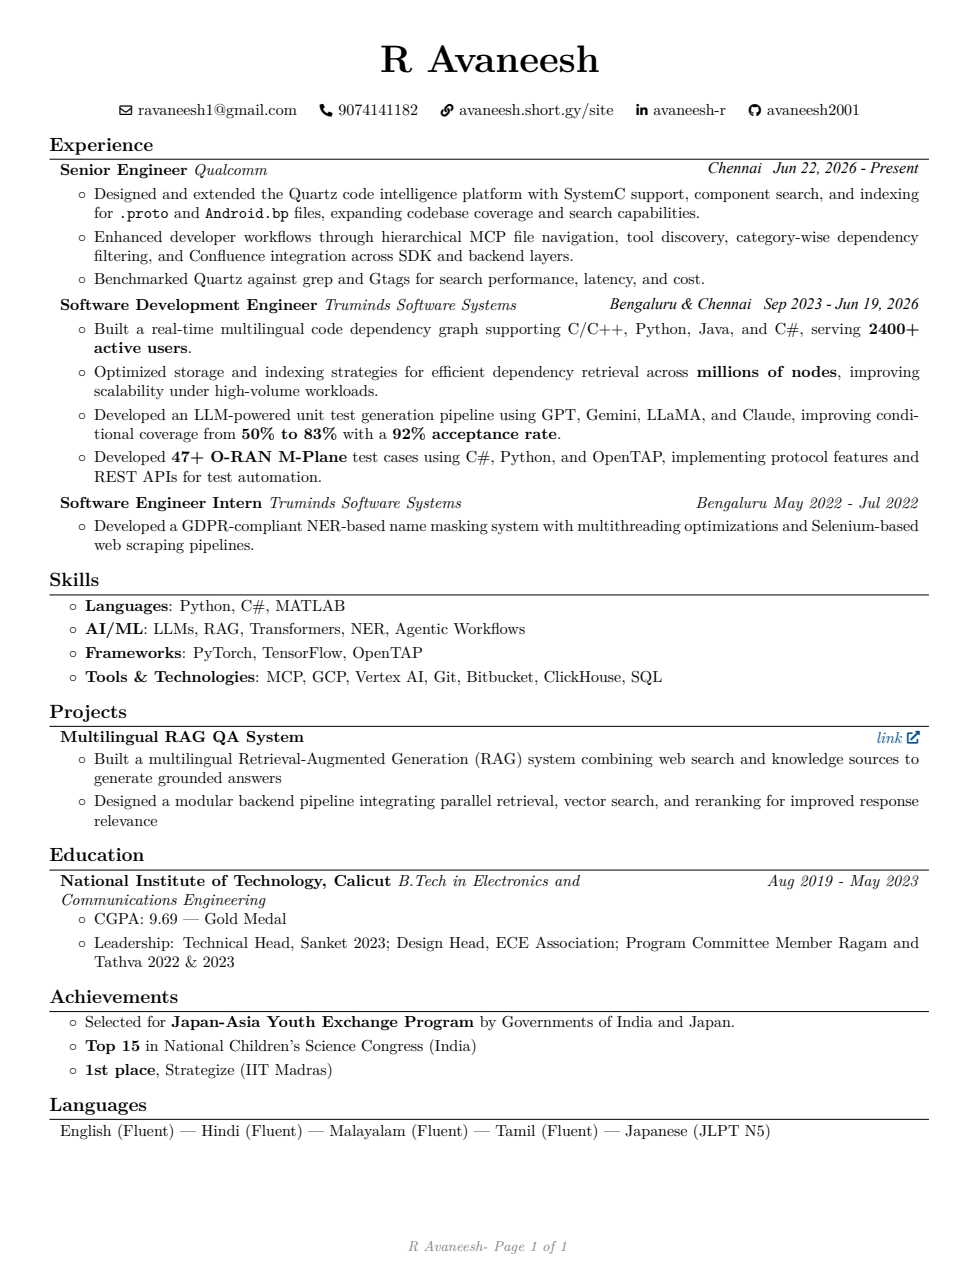 R Avaneesh
ravaneesh1@gmail.com 9074141182 avaneesh.short.gy/site avaneesh-r avaneesh2001
Experience
Senior Engineer Qualcomm Chennai Jun 22, 2026 - Present
◦ Designed and extended the Quartz code intelligence platform with SystemC support, component search, and indexing
for .proto and Android.bp files, expanding codebase coverage and search capabilities.
◦ Enhanced developer workflows through hierarchical MCP file navigation, tool discovery, category-wise dependency
filtering, and Confluence integration across SDK and backend layers.
◦ Benchmarked Quartz against grep and Gtags for search performance, latency, and cost.
Software Development Engineer Truminds Software Systems Bengaluru & Chennai Sep 2023 - Jun 19, 2026
◦ Built a real-time multilingual code dependency graph supporting C/C++, Python, Java, and C#, serving 2400+
active users.
◦ Optimized storage and indexing strategies for efficient dependency retrieval across millions of nodes, improving
scalability under high-volume workloads.
◦ Developed an LLM-powered unit test generation pipeline using GPT, Gemini, LLaMA, and Claude, improving condi-
tional coverage from 50% to 83% with a 92% acceptance rate.
◦ Developed 47+ O-RAN M-Plane test cases using C#, Python, and OpenTAP, implementing protocol features and
REST APIs for test automation.
Software Engineer Intern Truminds Software Systems Bengaluru May 2022 - Jul 2022
◦ Developed a GDPR-compliant NER-based name masking system with multithreading optimizations and Selenium-based
web scraping pipelines.
Skills
◦ Languages: Python, C#, MATLAB
◦ AI/ML: LLMs, RAG, Transformers, NER, Agentic Workflows
◦ Frameworks: PyTorch, TensorFlow, OpenTAP
◦ Tools & Technologies: MCP, GCP, Vertex AI, Git, Bitbucket, ClickHouse, SQL
Projects
Multilingual RAG QA System link
◦ Built a multilingual Retrieval-Augmented Generation (RAG) system combining web search and knowledge sources to
generate grounded answers
◦ Designed a modular backend pipeline integrating parallel retrieval, vector search, and reranking for improved response
relevance
Education
National Institute of Technology, Calicut B.Tech in Electronics and Aug 2019 - May 2023
Communications Engineering
◦ CGPA: 9.69 — Gold Medal
◦ Leadership: Technical Head, Sanket 2023; Design Head, ECE Association; Program Committee Member Ragam and
Tathva 2022 & 2023
Achievements
◦ Selected for Japan-Asia Youth Exchange Program by Governments of India and Japan.
◦ Top 15 in National Children's Science Congress (India)
◦ 1st place, Strategize (IIT Madras)
Languages
English (Fluent) — Hindi (Fluent) — Malayalam (Fluent) — Tamil (Fluent) — Japanese (JLPT N5)
R Avaneesh- Page 1 of 1